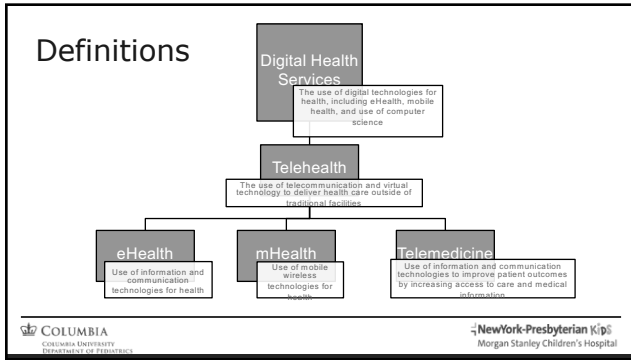 Definitions
Digital Health
Services
The use of digital technologies for
health, including eHealth, mobile
health, and use of computer
science
Telehealth
The use of telecommunication and virtual
technology to deliver health care outside of
traditional facilities
eHealth
Use of information and
communication
technologies for health
mHealth
Use of mobile
wireless
technologies for
health
Telemedicine
Use of information and communication
technologies to improve patient outcomes
by increasing access to care and medical
information
COLUMBIA
COLUMBIA UNIVERSITY
DEPARTMENT OF PEDIATRICS
NewYork-Presbyterian Kids
Morgan Stanley Children's Hospital